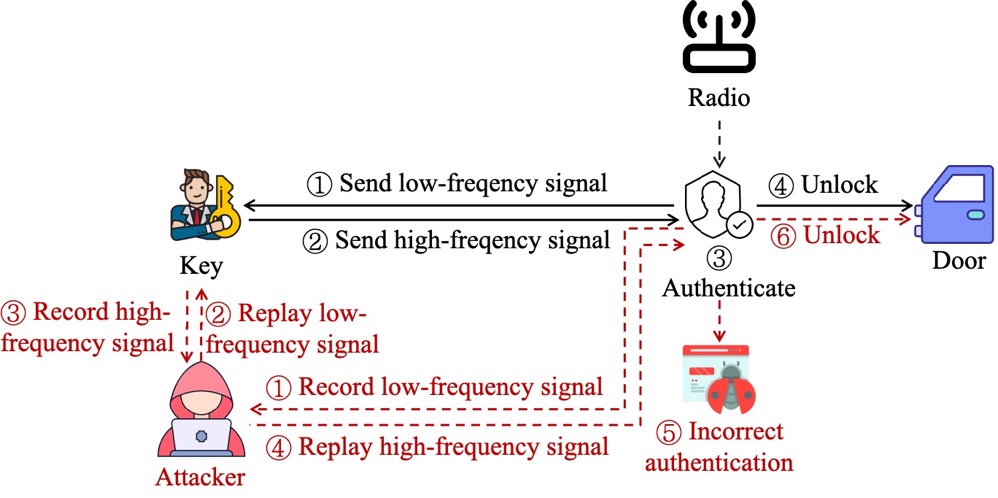 Radio
① Send low-freqency signal
④ Unlock
② Send high-freqency signal
⑥ Unlock
Key
③
Authenticate
Door
③ Record high-
frequency signal
② Replay low-
frequency signal
① Record low-frequency signal
④ Replay high-frequency signal
⑤ Incorrect
authentication
Attacker